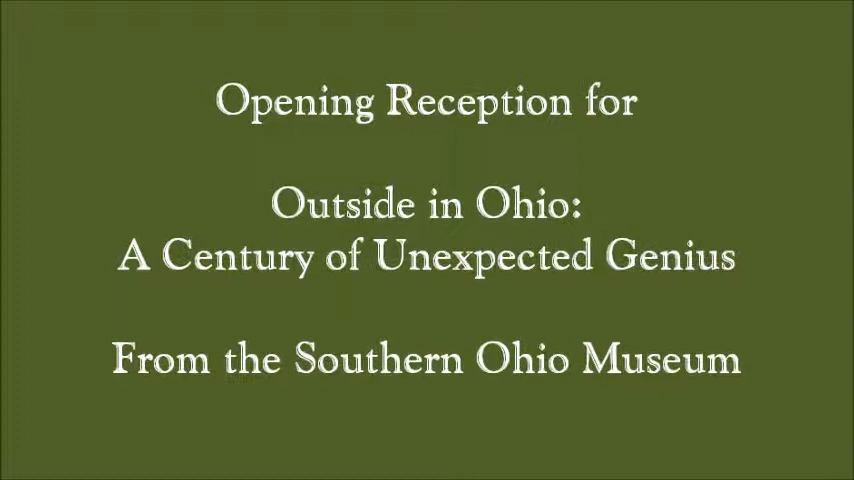 Opening Reception for
Outside in Ohio:
A Century of Unexpected Genius
From the Southern Ohio Museum